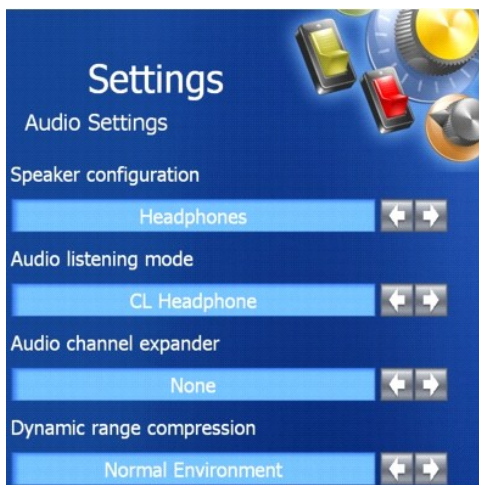 Settings
Audio Settings
Speaker configuration
Headphones
Audio listening mode
CL Headphone
Audio channel expander
None
Dynamic range compression
Normal Environment